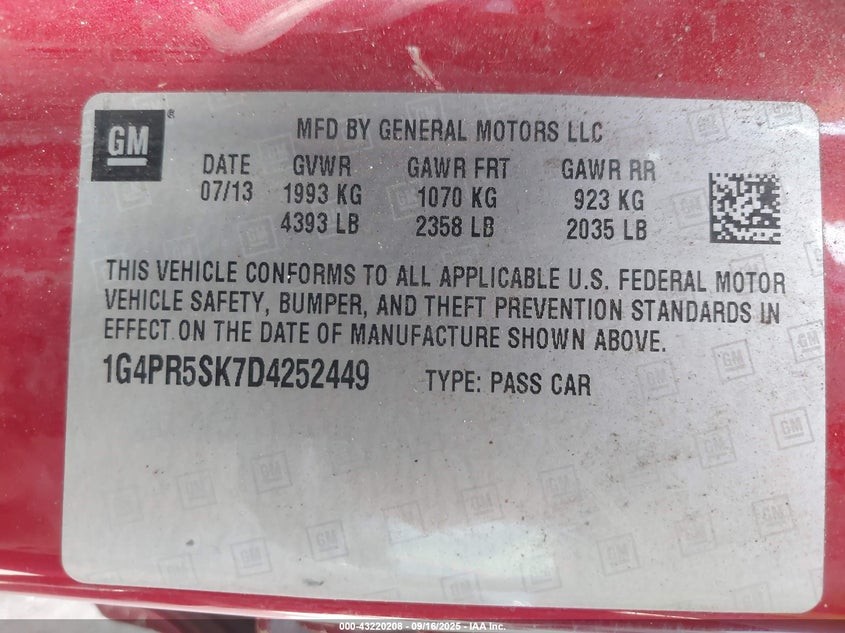 GM®
MFD BY GENERAL MOTORS LLC
DATE GVWR GAWR FRT GAWR RR
07/13 1993 KG 1070 KG 923 KG
4393 LB 2358 LB 2035 LB
THIS VEHICLE CONFORMS TO ALL APPLICABLE U.S. FEDERAL MOTOR
VEHICLE SAFETY, BUMPER, AND THEFT PREVENTION STANDARDS IN
EFFECT ON THE DATE OF MANUFACTURE SHOWN ABOVE.
1G4PR5SK7D4252449 TYPE: PASS CAR
000-43220208 - 09/16/2025 - IAA Inc.